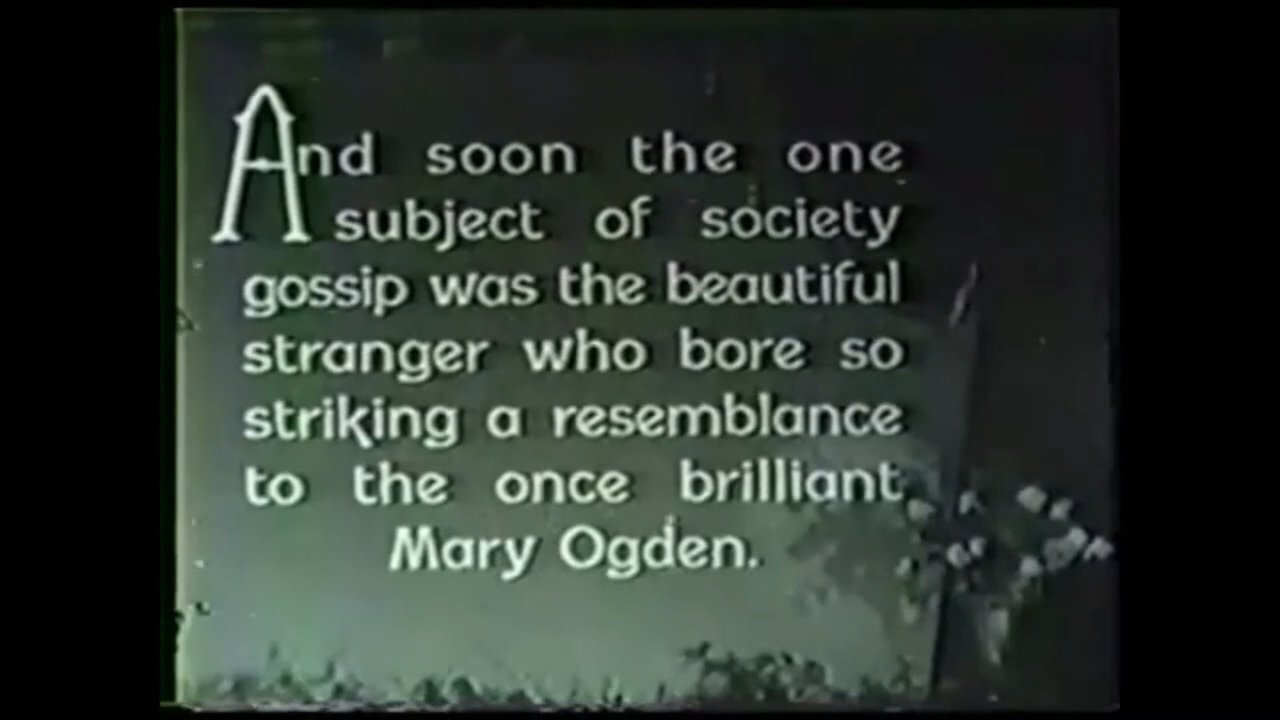 And soon the one
subject of society
gossip was the beautiful
stranger who bore so
striking a resemblance
to the once brilliant
Mary Ogden.